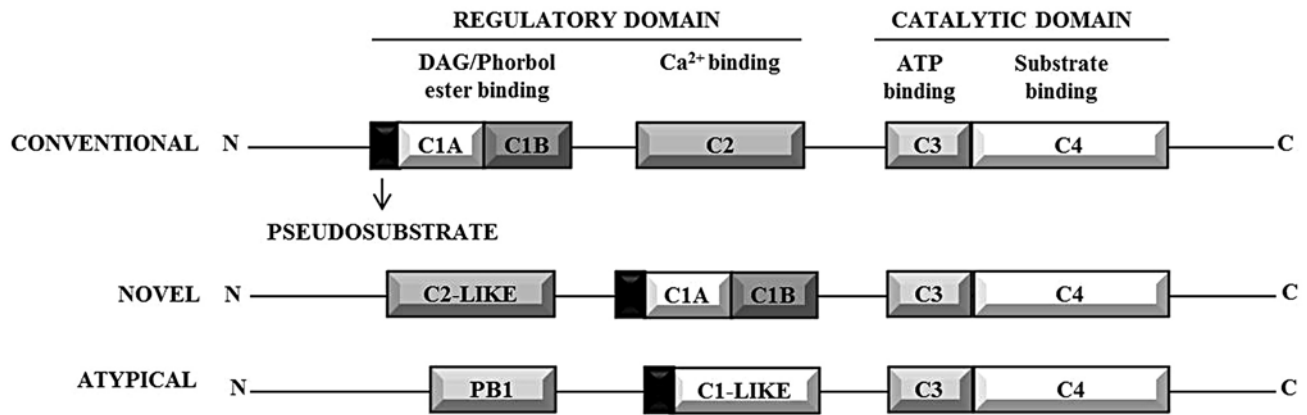 REGULATORY DOMAIN CATALYTIC DOMAIN
DAG/Phorbol ester binding
Ca²⁺ binding
ATP binding
Substrate binding
CONVENTIONAL N C1A C1B C2 C3 C4 C
PSEUDOSUBSTRATE
NOVEL N C2-LIKE C1A C1B C3 C4 C
ATYPICAL N PB1 C1-LIKE C3 C4 C